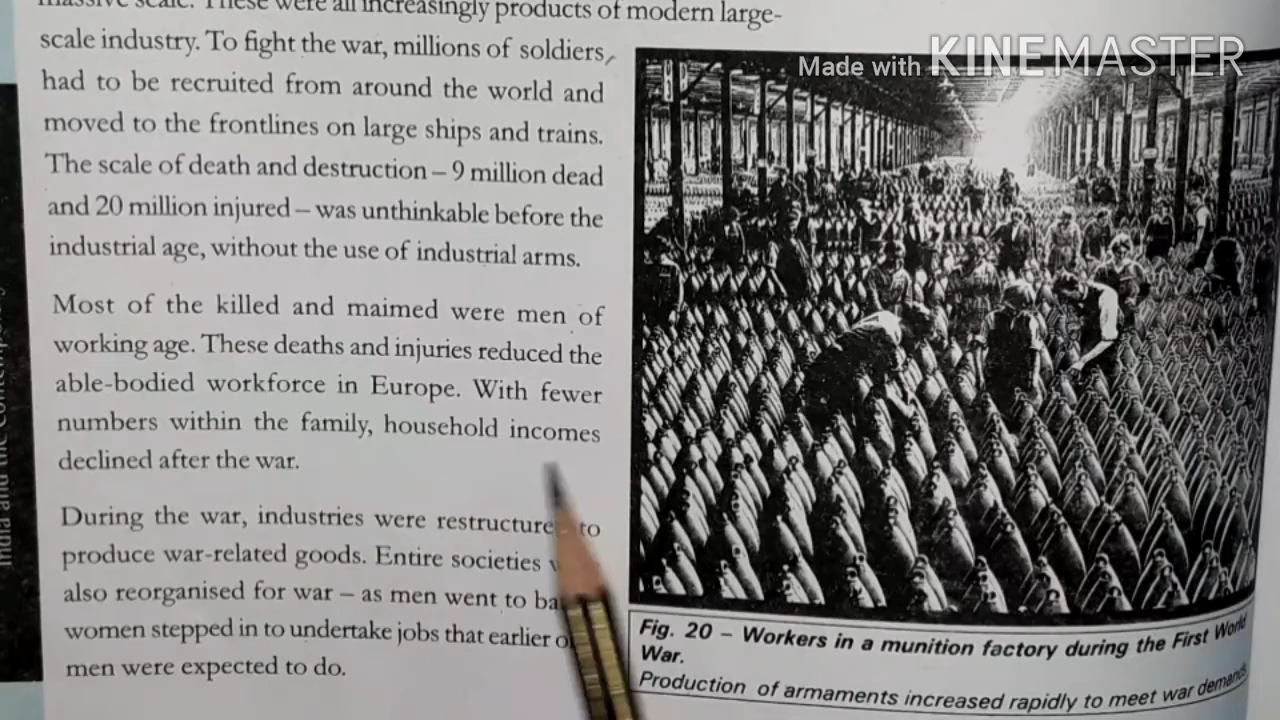 massive scale. These were all increasingly products of modern large-
scale industry. To fight the war, millions of soldiers,
had to be recruited from around the world and
moved to the frontlines on large ships and trains.
The scale of death and destruction – 9 million dead
and 20 million injured – was unthinkable before the
industrial age, without the use of industrial arms.
Most of the killed and maimed were men of
working age. These deaths and injuries reduced the
able-bodied workforce in Europe. With fewer
numbers within the family, household incomes
declined after the war.
During the war, industries were restructured to
produce war-related goods. Entire societies
also reorganised for war – as men went to
women stepped in to undertake jobs that earlier
men were expected to do.
Made with KINEMASTER
Fig. 20 – Workers in a munition factory during the First World
War.
Production of armaments increased rapidly to meet war demands.
India and the